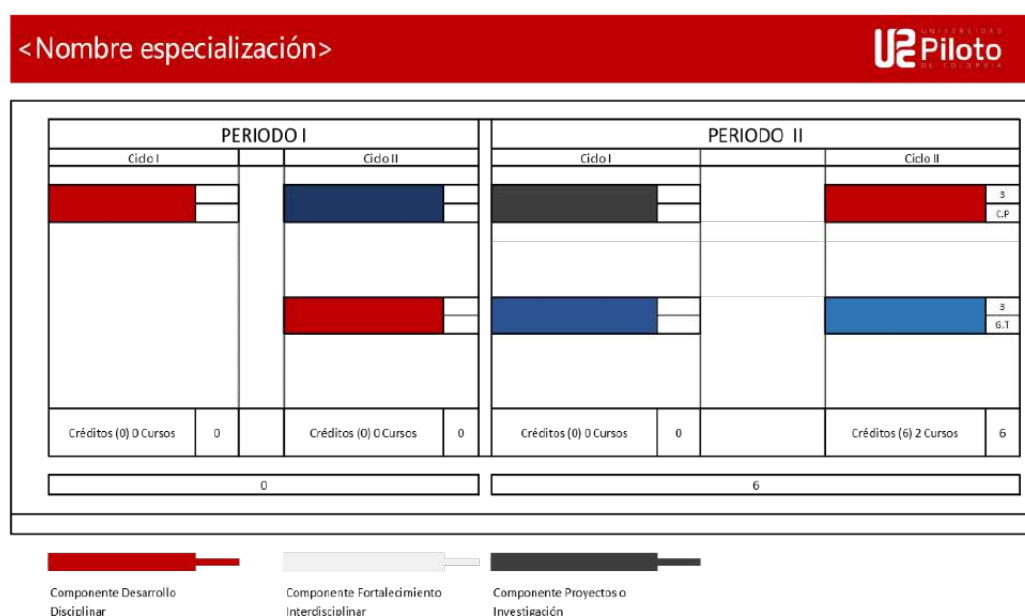 <Nombre especialización>
UNIVERSIDAD
Piloto
DE COLOMBIA
PERIODO I
PERIODO II
Ciclo I
Ciclo II
Ciclo I
Ciclo II
3
C.P
3
G.T
Créditos (0) 0 Cursos
0
Créditos (0) 0 Cursos
0
Créditos (0) 0 Cursos
0
Créditos (6) 2 Cursos
6
0
6
Componente Desarrollo
Disciplinar
Componente Fortalecimiento
Interdisciplinar
Componente Proyectos o
Investigación